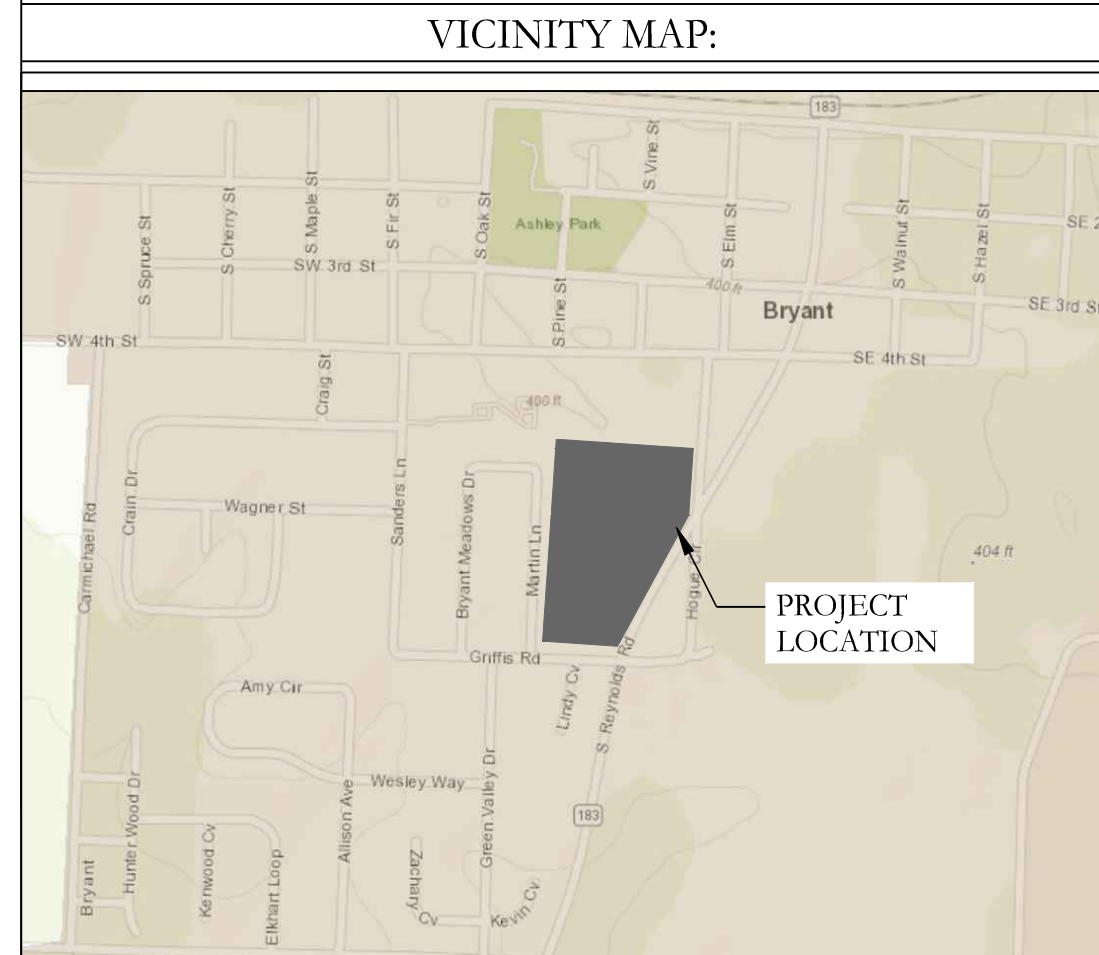 VICINITY MAP:
183
S Vine St
S Maple St
S Cherry St
S Fir St
S Oak St
Ashley Park
S Elm St
S Walnut St
S Hazel St
SE 2
S Spruce St
SW 3rd St
S Pine St
400 ft
Bryant
SE 3rd St
SW 4th St
SE 4th St
Craig St
400 ft
Crain Dr
Wagner St
Sanders Ln
Bryant Meadows Dr
Martin Ln
Carmichael Rd
Hogue Cir
404 ft
PROJECT
LOCATION
Griffis Rd
Lindy Cv
S Reynolds Rd
Amy Cir
Wesley Way
Green Valley Dr
183
Hunter Wood Dr
Allison Ave
Bryant
Kenwood Cv
Elkhart Loop
Zachary
Cv
Kevin Cv